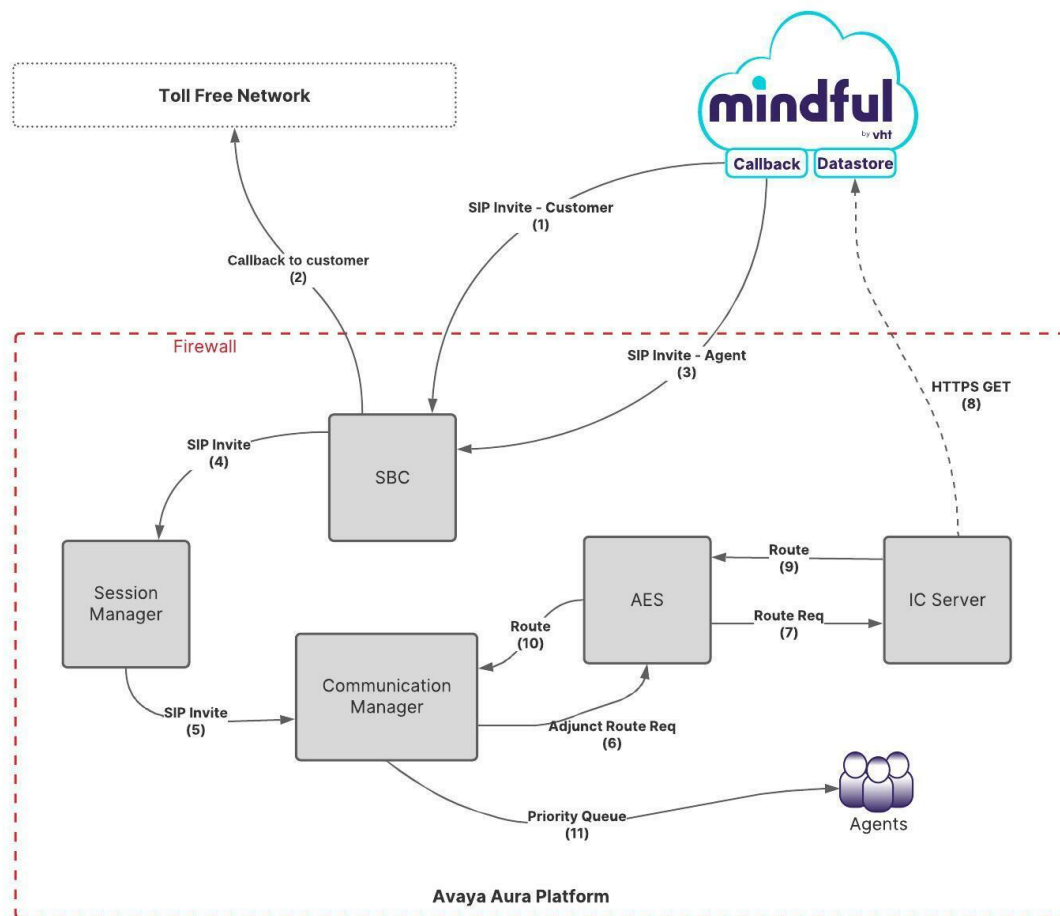 Toll Free Network
mindful
by vht
Callback
Datastore
SIP Invite - Customer
(1)
Callback to customer
(2)
Firewall
SIP Invite - Agent
(3)
HTTPS GET
(8)
SIP Invite
(4)
SBC
Session
Manager
AES
Route
(9)
Route Req
(7)
IC Server
Route
(10)
Communication
Manager
SIP Invite
(5)
Adjunct Route Req
(6)
Priority Queue
(11)
Agents
Avaya Aura Platform